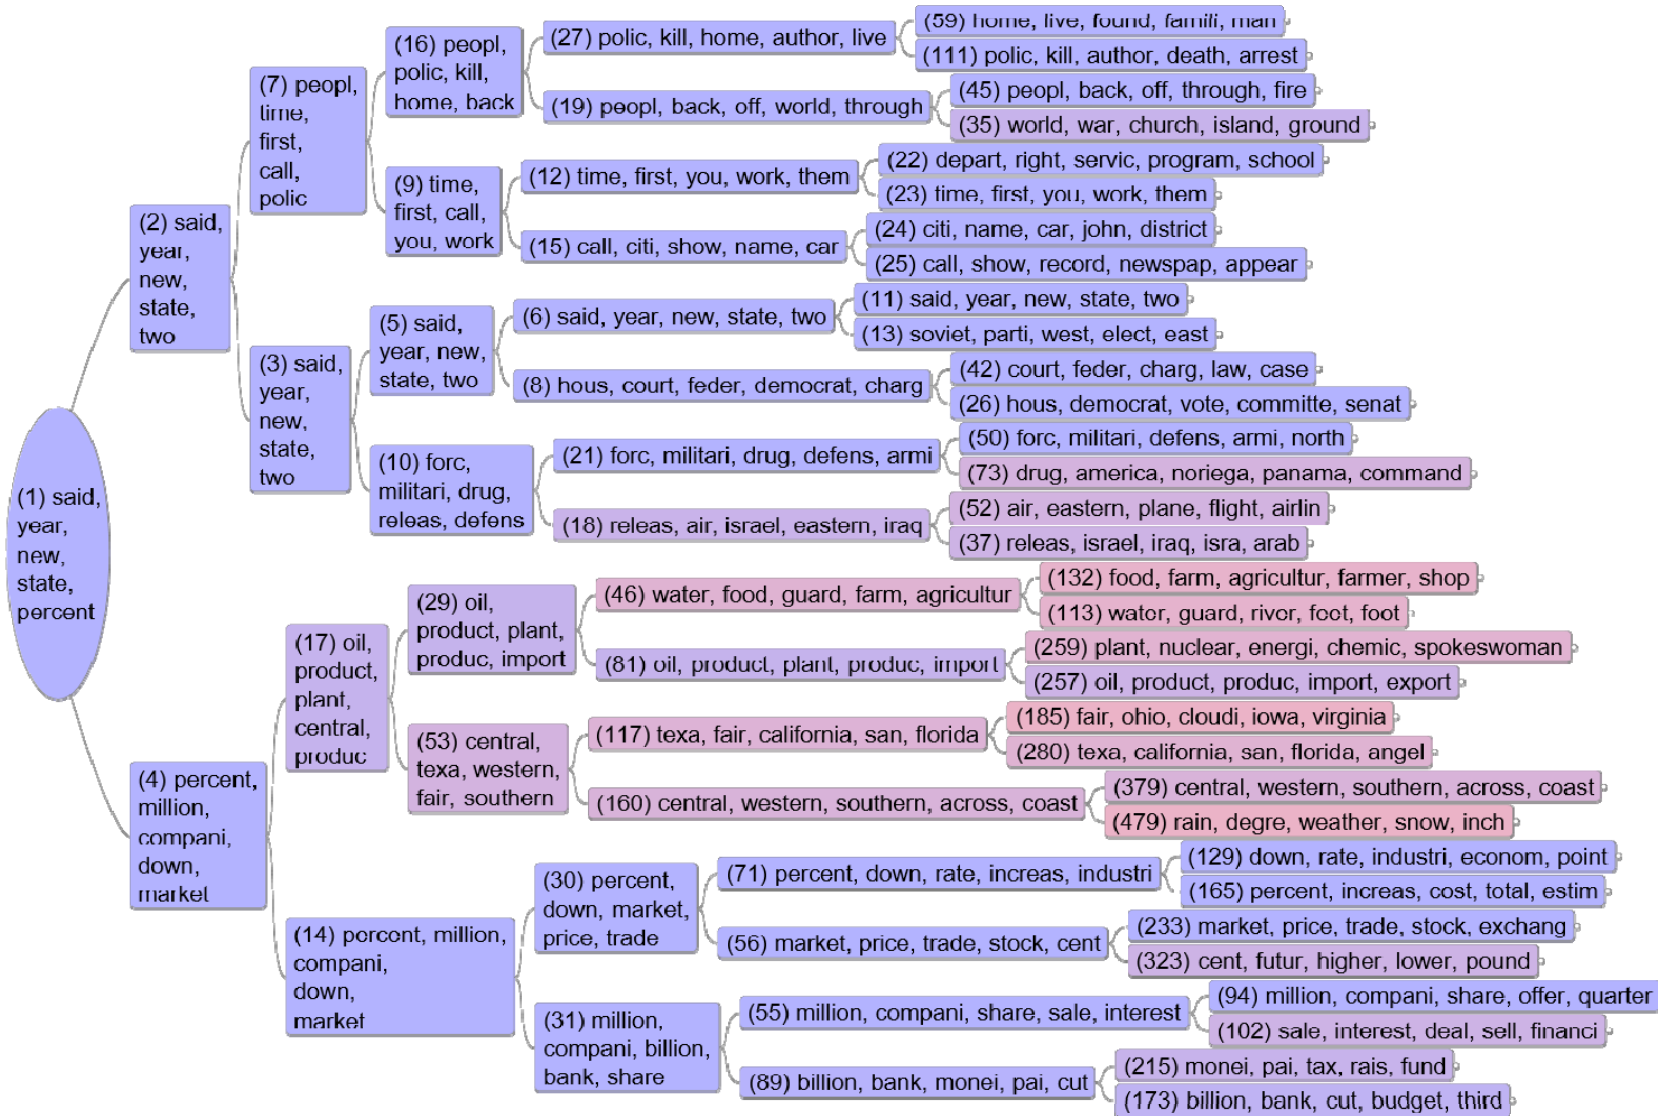 (1) said,
year,
new,
state,
percent
(2) said,
year,
new,
state,
two
(4) percent,
million,
compani,
down,
market
(7) peopl,
time,
first,
call,
polic
(3) said,
year,
new,
state,
two
(17) oil,
product,
plant,
central,
produc
(14) percent, million,
compani,
down,
market
(16) peopl,
polic, kill,
home, back
(9) time,
first, call,
you, work
(5) said,
year, new,
state, two
(10) forc,
militari, drug,
releas, defens
(29) oil,
product, plant,
produc, import
(53) central,
texa, western,
fair, southern
(30) percent,
down, market,
price, trade
(31) million,
compani, billion,
bank, share
(27) polic, kill, home, author, live
(19) peopl, back, off, world, through
(12) time, first, you, work, them
(15) call, citi, show, name, car
(6) said, year, new, state, two
(8) hous, court, feder, democrat, charg
(21) forc, militari, drug, defens, armi
(18) releas, air, israel, eastern, iraq
(46) water, food, guard, farm, agricultur
(81) oil, product, plant, produc, import
(117) texa, fair, california, san, florida
(160) central, western, southern, across, coast
(71) percent, down, rate, increas, industri
(56) market, price, trade, stock, cent
(55) million, compani, share, sale, interest
(89) billion, bank, monei, pai, cut
(59) home, live, found, famili, man
(111) polic, kill, author, death, arrest
(45) peopl, back, off, through, fire
(35) world, war, church, island, ground
(22) depart, right, servic, program, school
(23) time, first, you, work, them
(24) citi, name, car, john, district
(25) call, show, record, newspap, appear
(11) said, year, new, state, two
(13) soviet, parti, west, elect, east
(42) court, feder, charg, law, case
(26) hous, democrat, vote, committe, senat
(50) forc, militari, defens, armi, north
(73) drug, america, noriega, panama, command
(52) air, eastern, plane, flight, airlin
(37) releas, israel, iraq, isra, arab
(132) food, farm, agricultur, farmer, shop
(113) water, guard, river, feet, foot
(259) plant, nuclear, energi, chemic, spokeswoman
(257) oil, product, produc, import, export
(185) fair, ohio, cloudi, iowa, virginia
(280) texa, california, san, florida, angel
(379) central, western, southern, across, coast
(479) rain, degre, weather, snow, inch
(129) down, rate, industri, econom, point
(165) percent, increas, cost, total, estim
(233) market, price, trade, stock, exchang
(323) cent, futur, higher, lower, pound
(94) million, compani, share, offer, quarter
(102) sale, interest, deal, sell, financi
(215) monei, pai, tax, rais, fund
(173) billion, bank, cut, budget, third